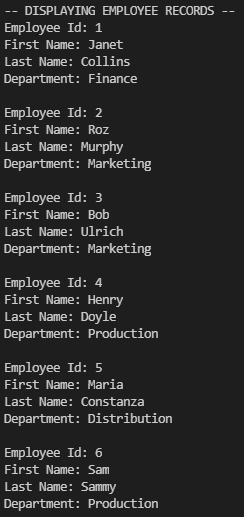 -- DISPLAYING EMPLOYEE RECORDS --
Employee Id: 1
First Name: Janet
Last Name: Collins
Department: Finance
Employee Id: 2
First Name: Roz
Last Name: Murphy
Department: Marketing
Employee Id: 3
First Name: Bob
Last Name: Ulrich
Department: Marketing
Employee Id: 4
First Name: Henry
Last Name: Doyle
Department: Production
Employee Id: 5
First Name: Maria
Last Name: Constanza
Department: Distribution
Employee Id: 6
First Name: Sam
Last Name: Sammy
Department: Production